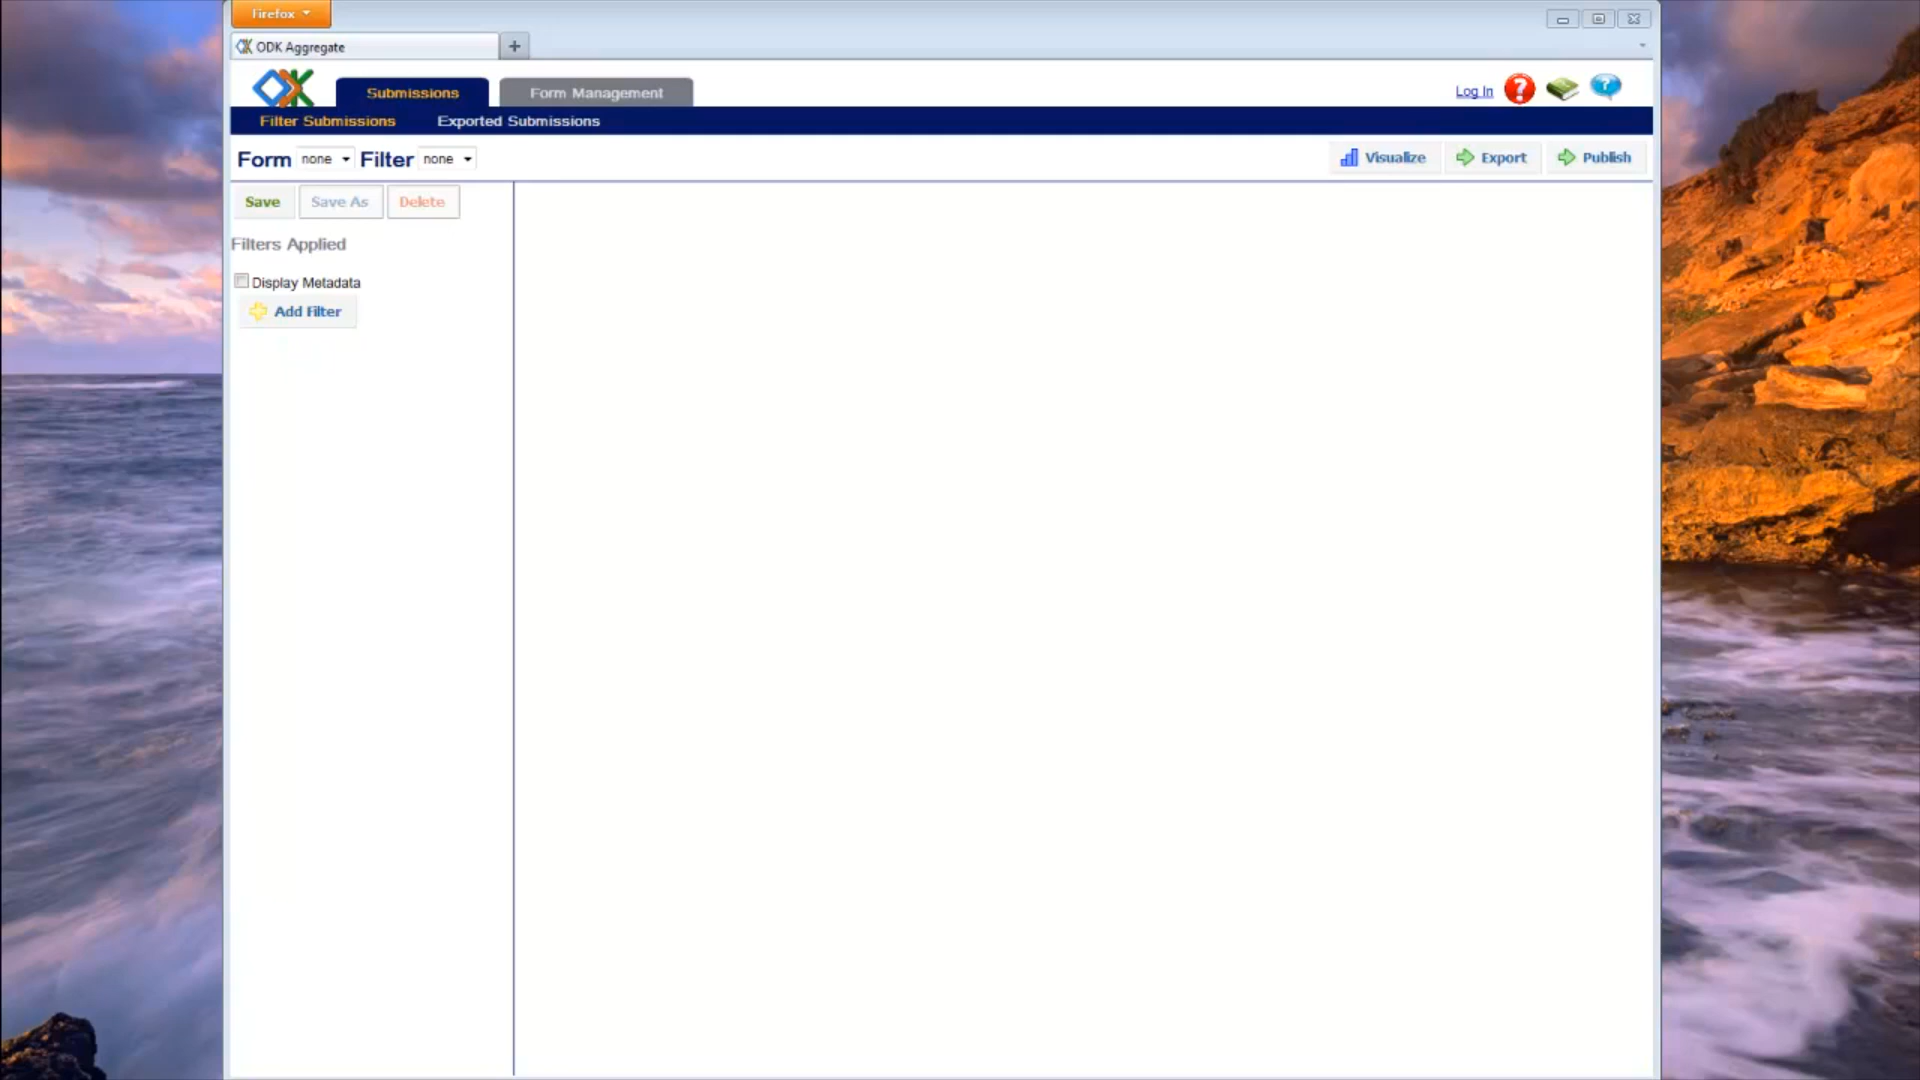 Firefox
ODK Aggregate
Submissions
Form Management
Log In
Filter Submissions
Exported Submissions
Form none Filter none
Visualize
Export
Publish
Save
Save As
Delete
Filters Applied
Display Metadata
Add Filter